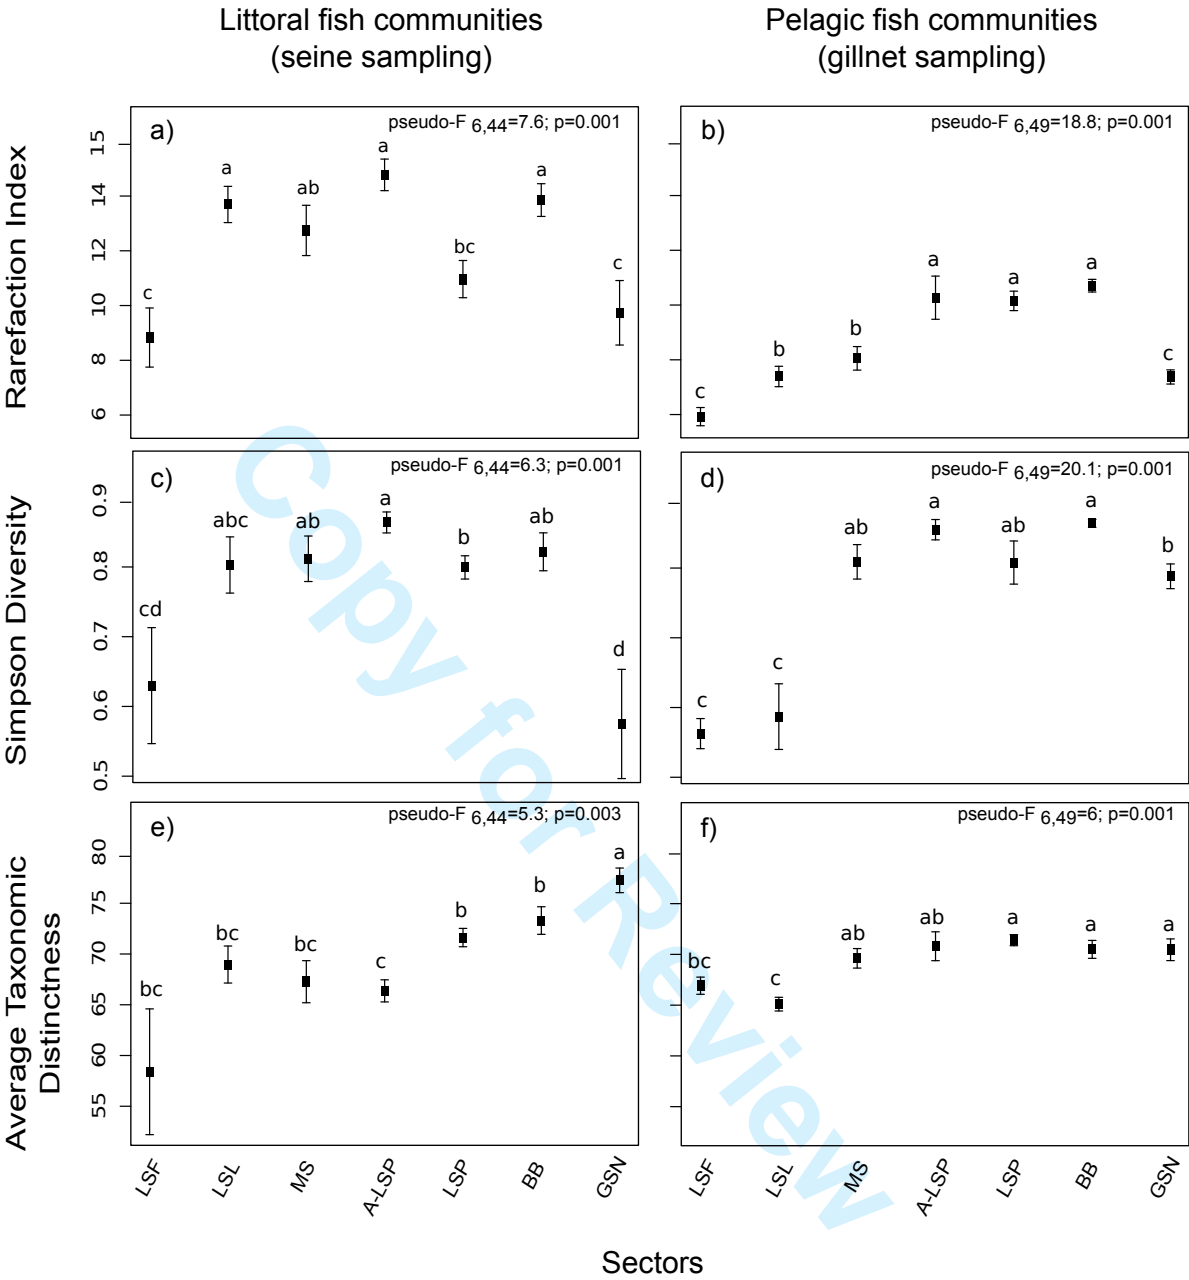 Littoral fish communities
(seine sampling)
Pelagic fish communities
(gillnet sampling)
Rarefaction Index
a)
pseudo-F 6,44=7.6; p=0.001
15
14
12
10
8
6
c
a
ab
a
bc
a
c
b)
pseudo-F 6,49=18.8; p=0.001
c
b
b
a
a
a
c
Simpson Diversity
c)
pseudo-F 6,44=6.3; p=0.001
0.9
0.8
0.7
0.6
0.5
cd
abc
ab
a
b
ab
d
d)
pseudo-F 6,49=20.1; p=0.001
c
c
ab
a
ab
a
b
Average Taxonomic
Distinctness
e)
pseudo-F 6,44=5.3; p=0.003
80
75
70
65
60
55
bc
bc
bc
c
b
b
a
f)
pseudo-F 6,49=6; p=0.001
bc
c
ab
ab
a
a
a
LSF
LSL
MS
A-LSP
LSP
BB
GSN
LSF
LSL
MS
A-LSP
LSP
BB
GSN
Sectors
Copy for Review